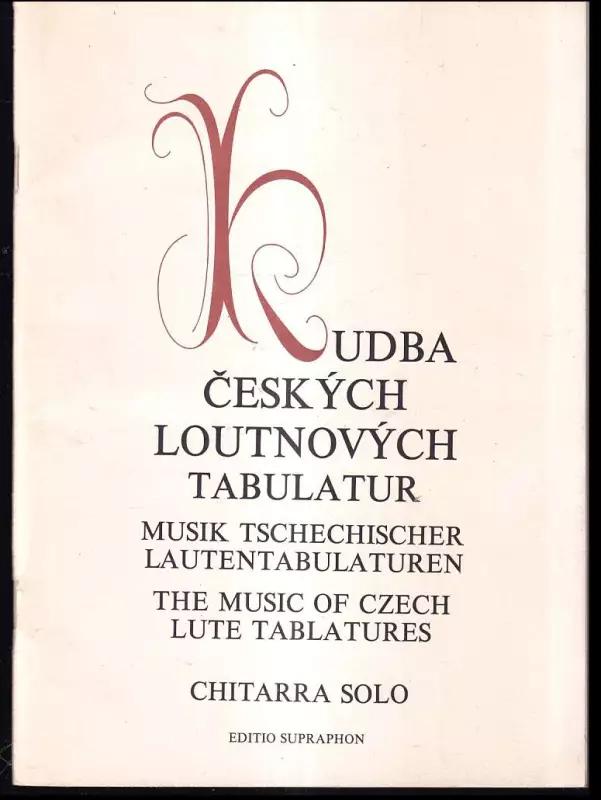 HUDBA
ČESKÝCH
LOUTNOVÝCH
TABULATUR
MUSIK TSCHECHISCHER
LAUTENTABULATUREN
THE MUSIC OF CZECH
LUTE TABLATURES
CHITARRA SOLO
EDITIO SUPRAPHON